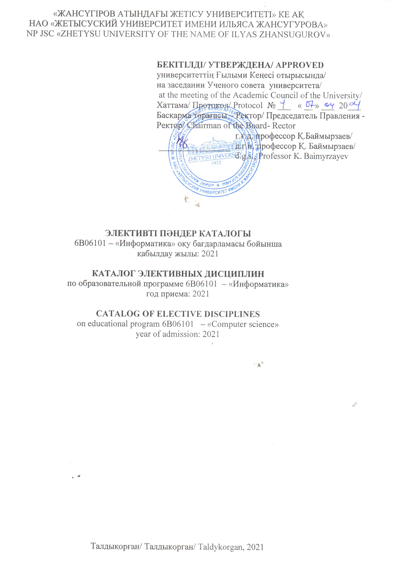 «ЖАНСҮГІРОВ АТЫНДАҒЫ ЖЕТІСУ УНИВЕРСИТЕТІ» КЕ АҚ
НАО «ЖЕТЫСУСКИЙ УНИВЕРСИТЕТ ИМЕНИ ИЛЬЯСА ЖАНСУГУРОВА»
NP JSC «ZHETYSU UNIVERSITY OF THE NAME OF ILYAS ZHANSUGUROV»
БЕКІТІЛДІ/ УТВЕРЖДЕНА/ APPROVED
университеттің Ғылыми Кеңесі отырысында/
на заседании Ученого совета университета/
at the meeting of the Academic Council of the University/
Хаттама/ Протокол/ Protocol №
Басқарма төрағасы – Ректор/ Председатель Правления -
Ректор/ Chairman of the Board- Rector
г.ғ.д, профессор Қ.Баймырзаев/
д.г.н, профессор К. Баймырзаев/
d.g.s., Professor K. Baimyrzayev
ЭЛЕКТИВТІ ПӘНДЕР КАТАЛОГЫ
6B06101 – «Информатика» оқу бағдарламасы бойынша
қабылдау жылы: 2021
КАТАЛОГ ЭЛЕКТИВНЫХ ДИСЦИПЛИН
по образовательной программе 6B06101 – «Информатика»
год приема: 2021
CATALOG OF ELECTIVE DISCIPLINES
on educational program 6B06101 – «Computer science»
year of admission: 2021
Талдықорған/ Талдыкорган/ Taldykorgan, 2021